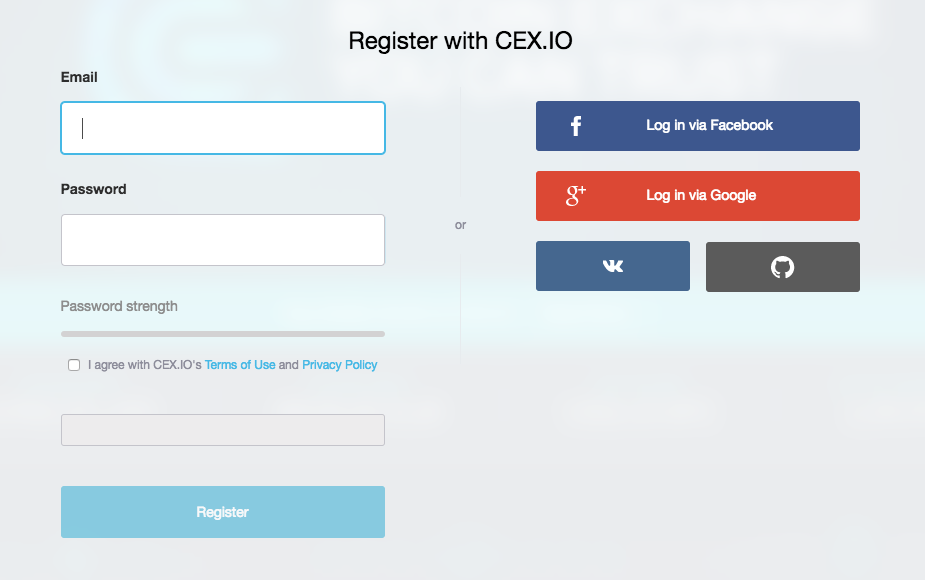 Register with CEX.IO
Email
Password
Password strength
I agree with CEX.IO's Terms of Use and Privacy Policy
Register
or
Log in via Facebook
Log in via Google